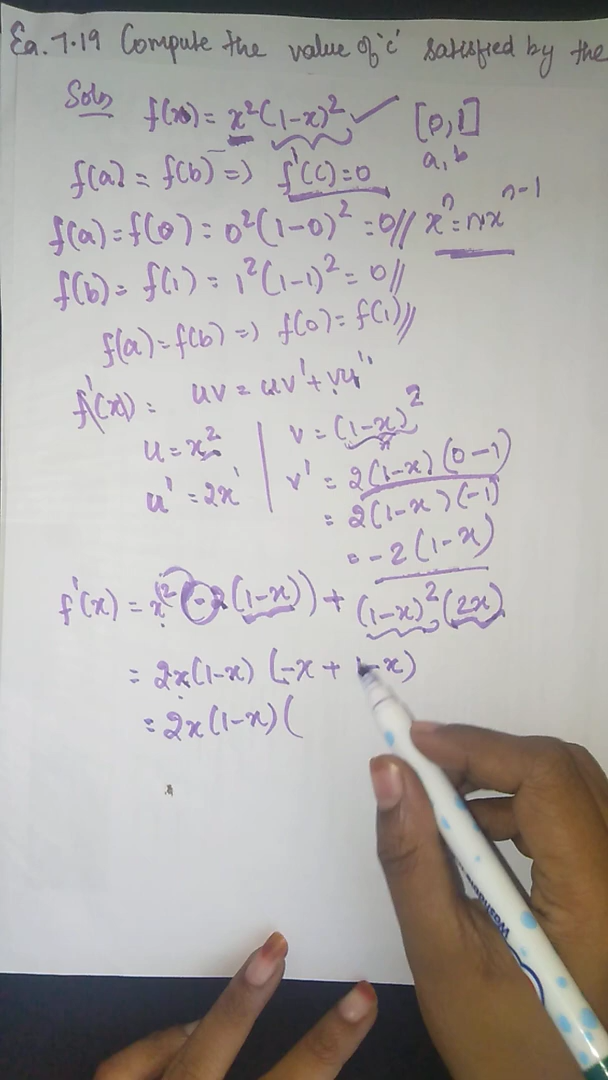 Ea. 7.19 Compute the value of 'c' satisfied by the
Soln f(x) = x²(1-x)² ✓ [0,1]
a, b
f(a) = f(b) => f'(c) = 0
f(a) = f(0) = 0²(1-0)² = 0// xⁿ = nxⁿ⁻¹
f(b) = f(1) = 1²(1-1)² = 0//
f(a) = f(b) => f(0) = f(1)//
f'(x) = uv = uv' + vu'
u = x² | v = (1-x)²
u' = 2x' | v' = 2(1-x)(0-1)
= 2(1-x)(-1)
= -2(1-x)
f'(x) = x²(-2(1-x)) + (1-x)²(2x)
= 2x(1-x) (-x + 1-x)
= 2x(1-x)(